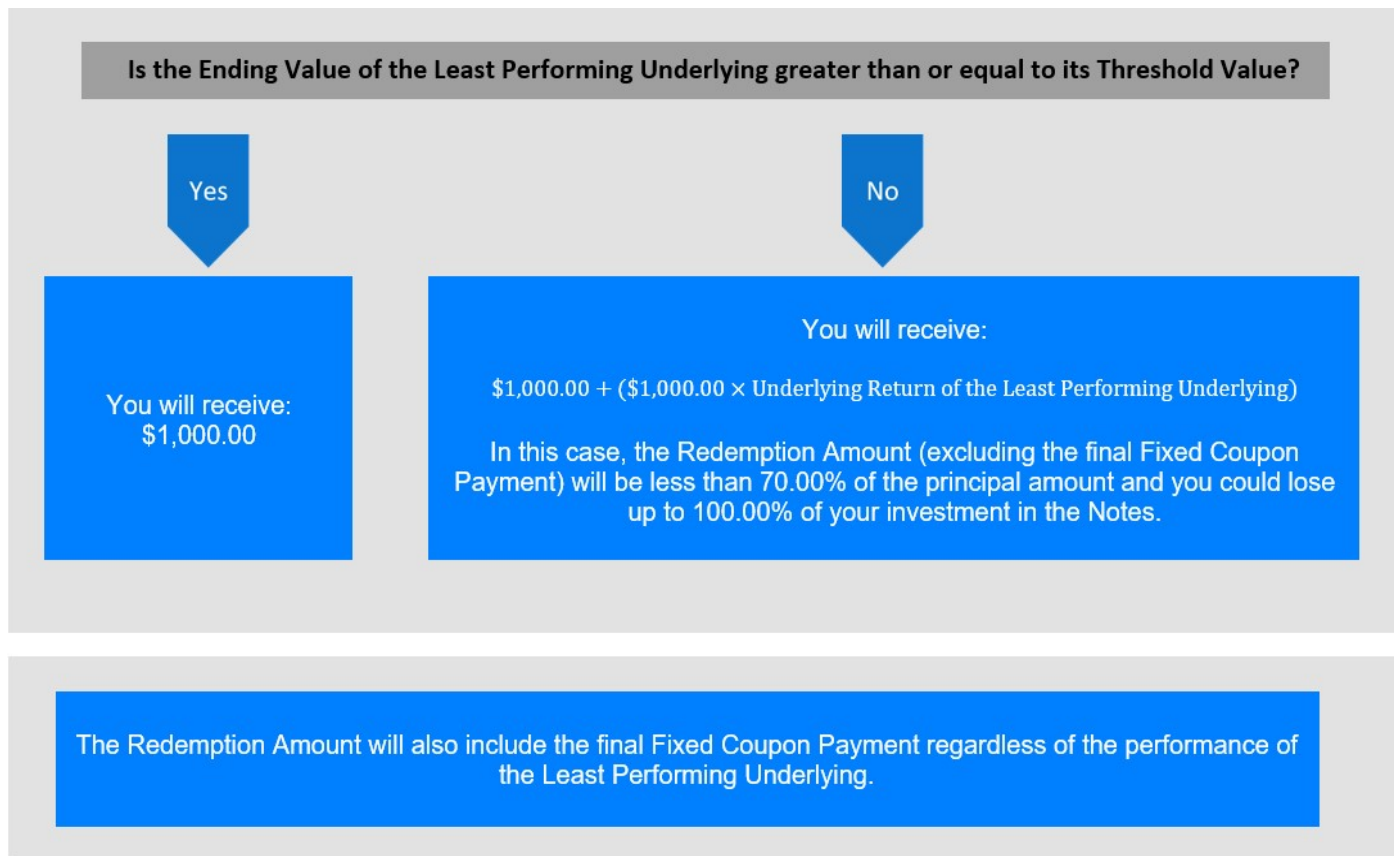 Is the Ending Value of the Least Performing Underlying greater than or equal to its Threshold Value?
Yes
No
You will receive:
$1,000.00
You will receive:
$1,000.00 + ($1,000.00 × Underlying Return of the Least Performing Underlying)
In this case, the Redemption Amount (excluding the final Fixed Coupon
Payment) will be less than 70.00% of the principal amount and you could lose
up to 100.00% of your investment in the Notes.
The Redemption Amount will also include the final Fixed Coupon Payment regardless of the performance of
the Least Performing Underlying.